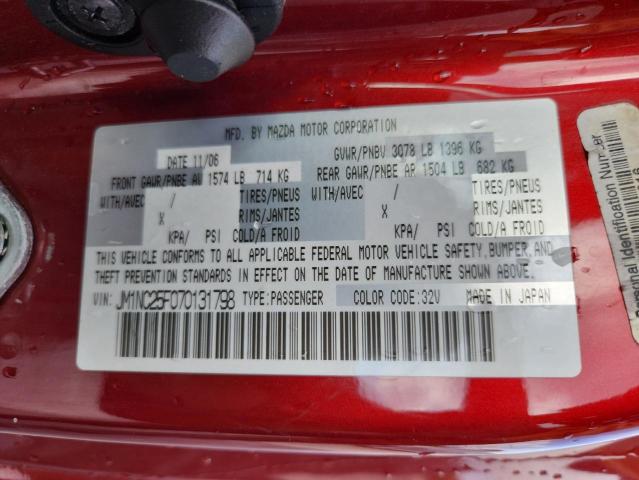 MFD. BY MAZDA MOTOR CORPORATION
DATE 11/06 GVWR/PNBV 3078 LB 1396 KG
FRONT GAWR/PNBE AV 1574 LB 714 KG REAR GAWR/PNBE AR 1504 LB 682 KG
WITH/AVEC / TIRES/PNEUS WITH/AVEC / TIRES/PNEUS
X RIMS/JANTES X RIMS/JANTES
KPA/ PSI COLD/A FROID KPA/ PSI COLD/A FROID
THIS VEHICLE CONFORMS TO ALL APPLICABLE FEDERAL MOTOR VEHICLE SAFETY, BUMPER, AND
THEFT PREVENTION STANDARDS IN EFFECT ON THE DATE OF MANUFACTURE SHOWN ABOVE.
VIN: JM1NC25F070131798 TYPE:PASSENGER COLOR CODE:32V MADE IN JAPAN
Identification Number